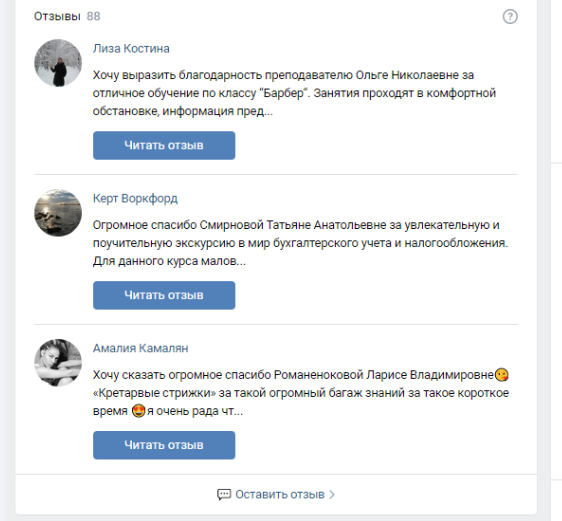 Отзывы 88
Лиза Костина
Хочу выразить благодарность преподавателю Ольге Николаевне за
отличное обучение по классу "Барбер". Занятия проходят в комфортной
обстановке, информация пред...
Читать отзыв
Керт Воркфорд
Огромное спасибо Смирновой Татьяне Анатольевне за увлекательную и
поучительную экскурсию в мир бухгалтерского учета и налогообложения.
Для данного курса малов...
Читать отзыв
Амалия Камалян
Хочу сказать огромное спасибо Романеноковой Ларисе Владимировне😘
«Кретарвые стрижки» за такой огромный багаж знаний за такое короткое
время 😍я очень рада чт...
Читать отзыв
Оставить отзыв